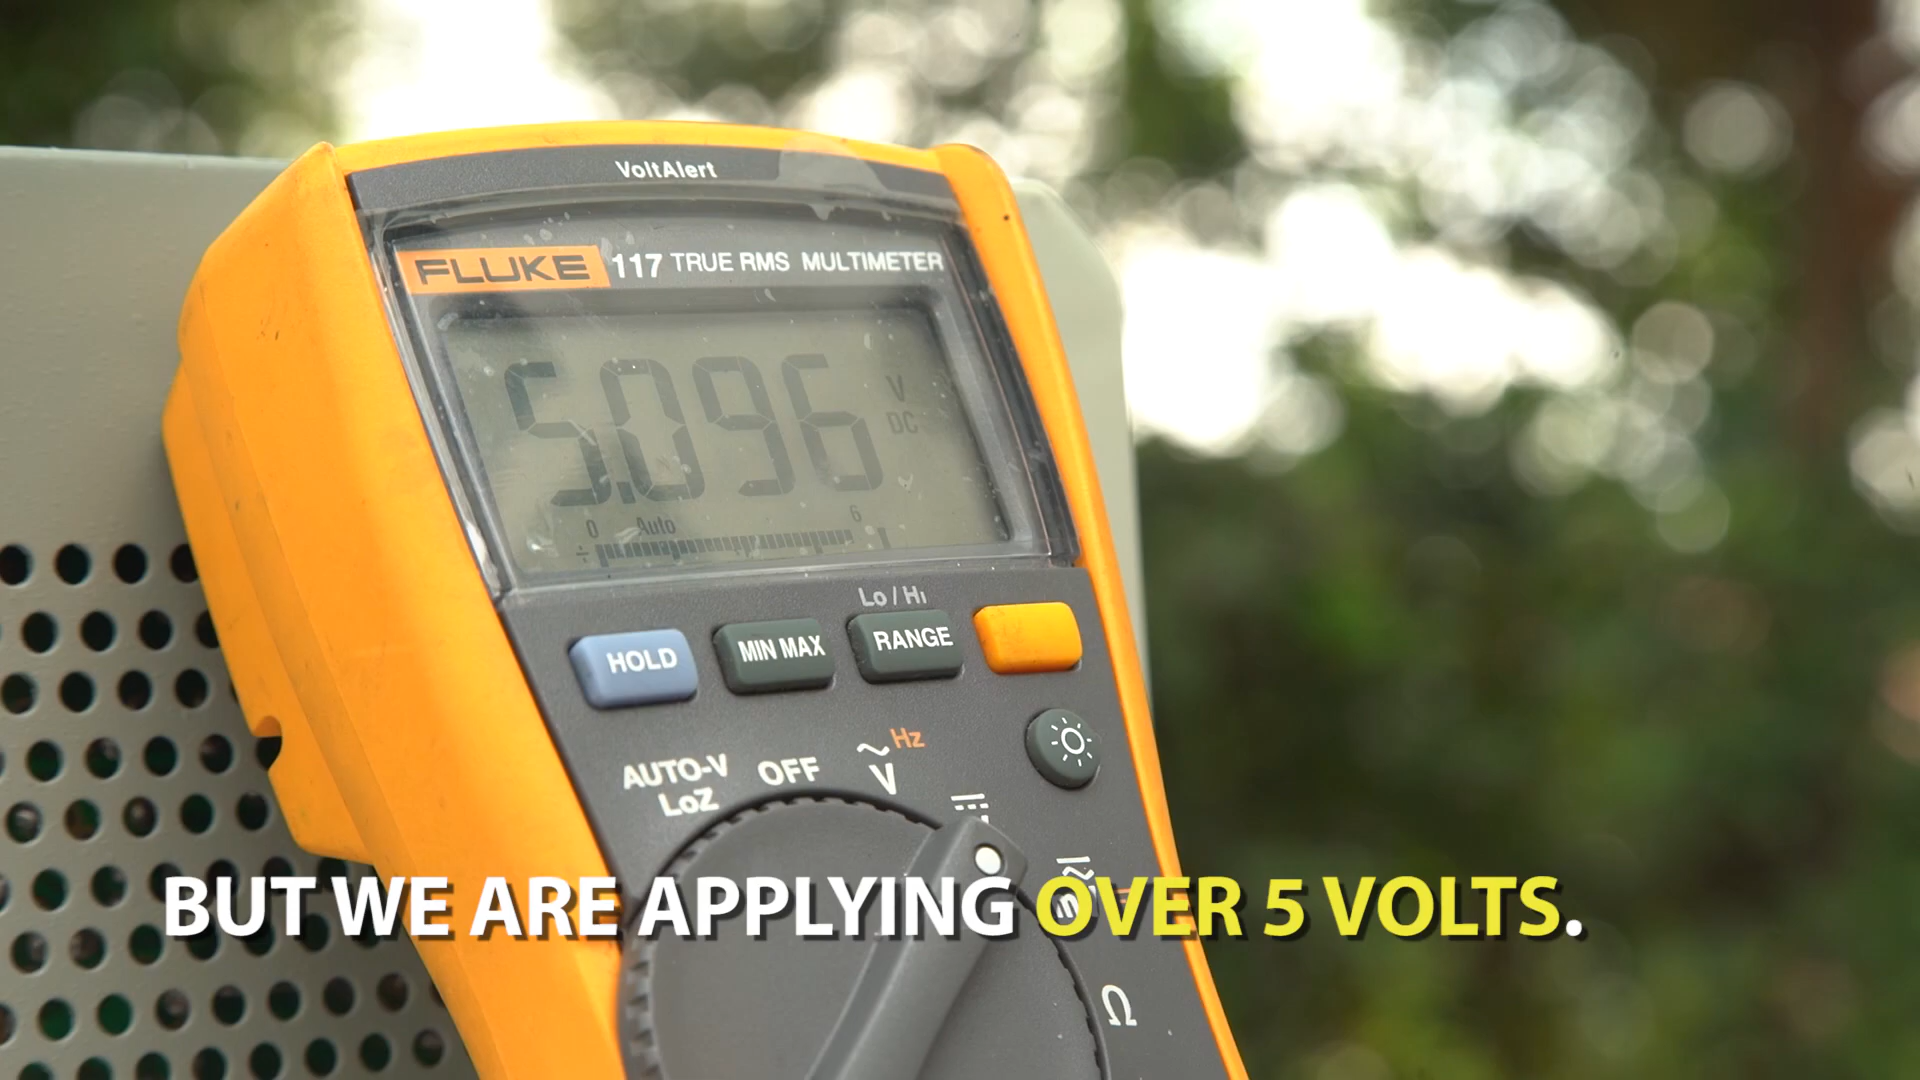 VoltAlert
FLUKE 117 TRUE RMS MULTIMETER
5.096 V
DC
0 Auto 6
Lo / Hi
HOLD MIN MAX RANGE
Hz
AUTO-V OFF V
LoZ
BUT WE ARE APPLYING OVER 5 VOLTS.
Ω